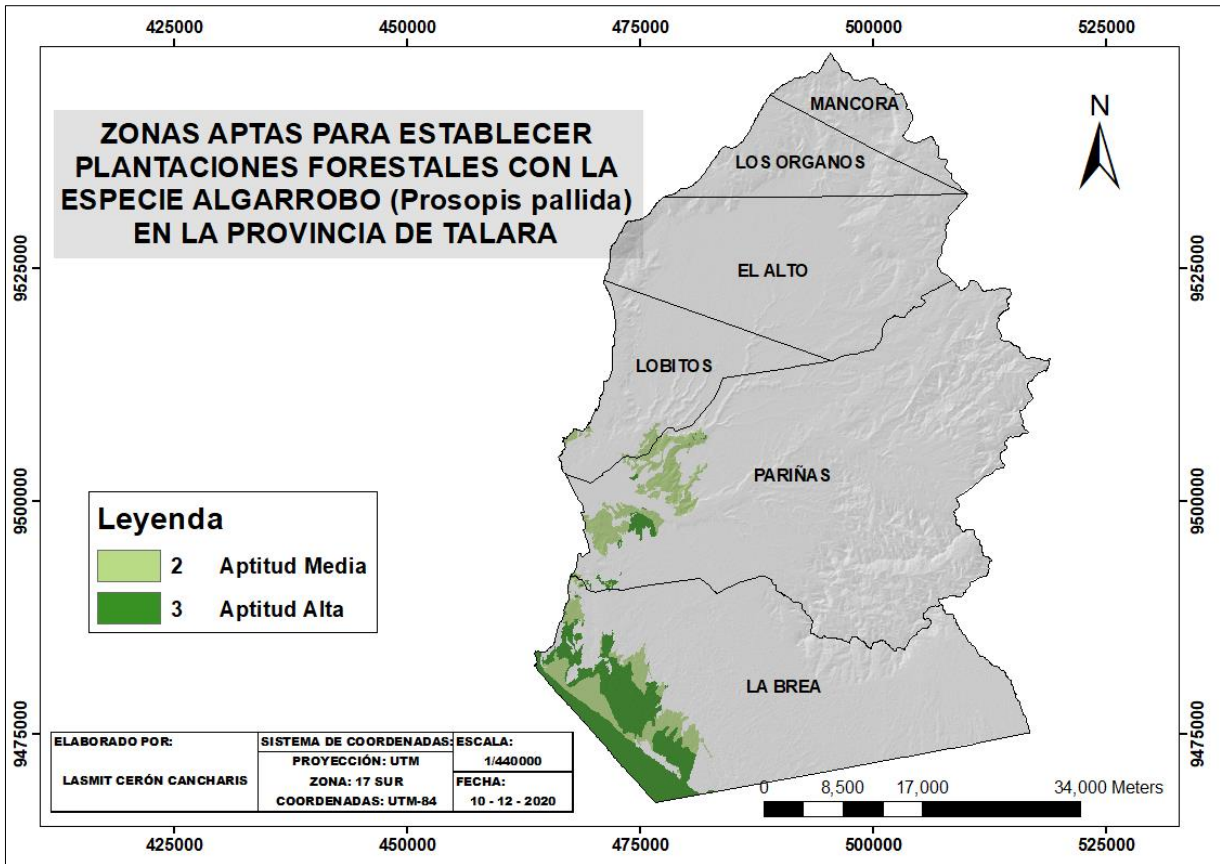 425000 450000 475000 500000 525000
ZONAS APTAS PARA ESTABLECER
PLANTACIONES FORESTALES CON LA
ESPECIE ALGARROBO (Prosopis pallida)
EN LA PROVINCIA DE TALARA
MANCORA
N
LOS ORGANOS
9525000
EL ALTO
9525000
LOBITOS
PARIÑAS
9500000
9500000
Leyenda
2 Aptitud Media
3 Aptitud Alta
LA BREA
9475000
9475000
ELABORADO POR:
LASMIT CERÓN CANCHARIS
SISTEMA DE COORDENADAS:
PROYECCIÓN: UTM
ZONA: 17 SUR
COORDENADAS: UTM-84
ESCALA:
1/440000
FECHA:
10 - 12 - 2020
0 8,500 17,000 34,000 Meters
425000 450000 475000 500000 525000